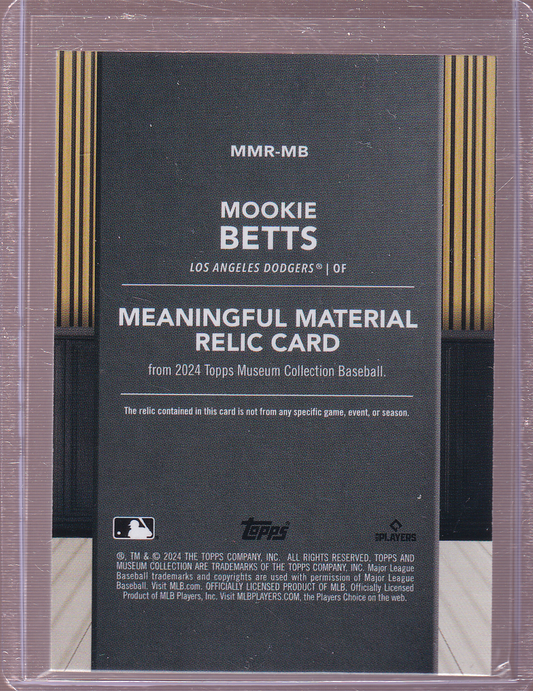 MMR-MB
MOOKIE
BETTS
LOS ANGELES DODGERS® | OF
MEANINGFUL MATERIAL
RELIC CARD
from 2024 Topps Museum Collection Baseball.
The relic contained in this card is not from any specific game, event, or season.
topps
PLAYERS
®, TM & © 2024 THE TOPPS COMPANY, INC. ALL RIGHTS RESERVED. TOPPS AND
MUSEUM COLLECTION ARE TRADEMARKS OF THE TOPPS COMPANY, INC. Major League
Baseball trademarks and copyrights are used with permission of Major League
Baseball. Visit MLB.com. OFFICIALLY LICENSED PRODUCT OF MLB. Officially Licensed
Product of MLB Players, Inc. Visit MLBPLAYERS.COM, the Players Choice on the web.